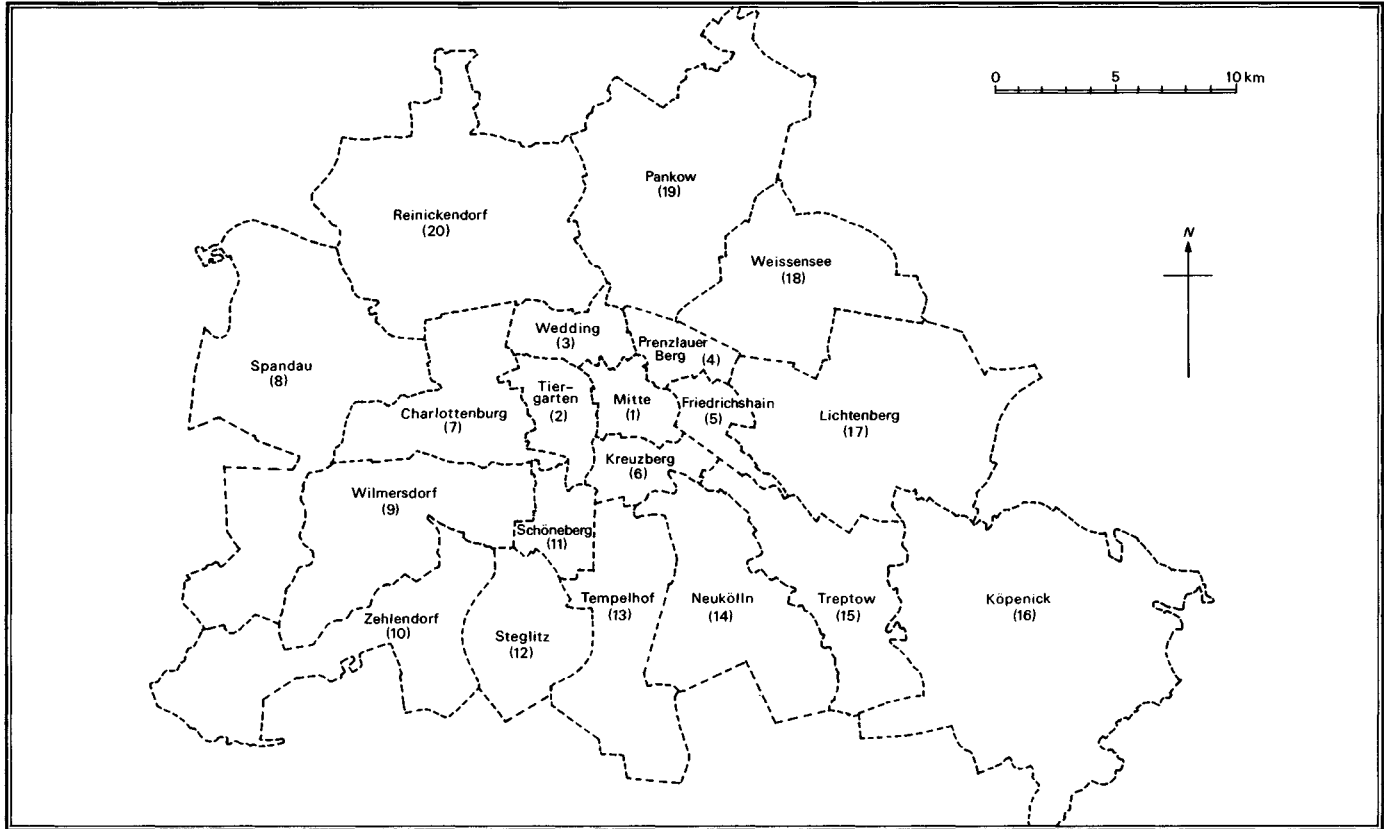 0 5 10 km
Pankow
(19)
Reinickendorf
(20)
N
Weissensee
(18)
Wedding
(3)
Prenzlauer
Berg (4)
Spandau
(8)
Tier-
garten
(2)
Mitte
(1)
Friedrichshain
(5)
Charlottenburg
(7)
Lichtenberg
(17)
Kreuzberg
(6)
Wilmersdorf
(9)
Schöneberg
(11)
Tempelhof
(13)
Neukölln
(14)
Treptow
(15)
Köpenick
(16)
Zehlendorf
(10)
Steglitz
(12)